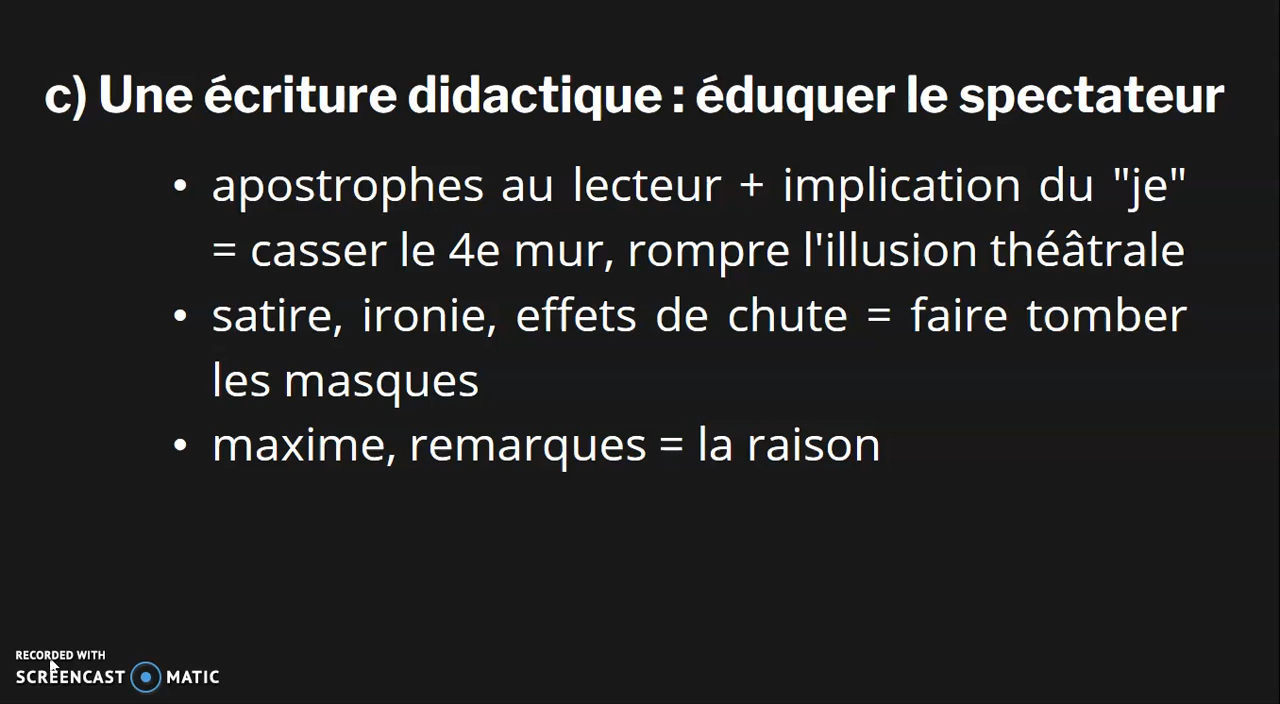 c) Une écriture didactique : éduquer le spectateur
• apostrophes au lecteur + implication du "je"
= casser le 4e mur, rompre l'illusion théâtrale
• satire, ironie, effets de chute = faire tomber
les masques
• maxime, remarques = la raison
RECORDED WITH
SCREENCAST MATIC